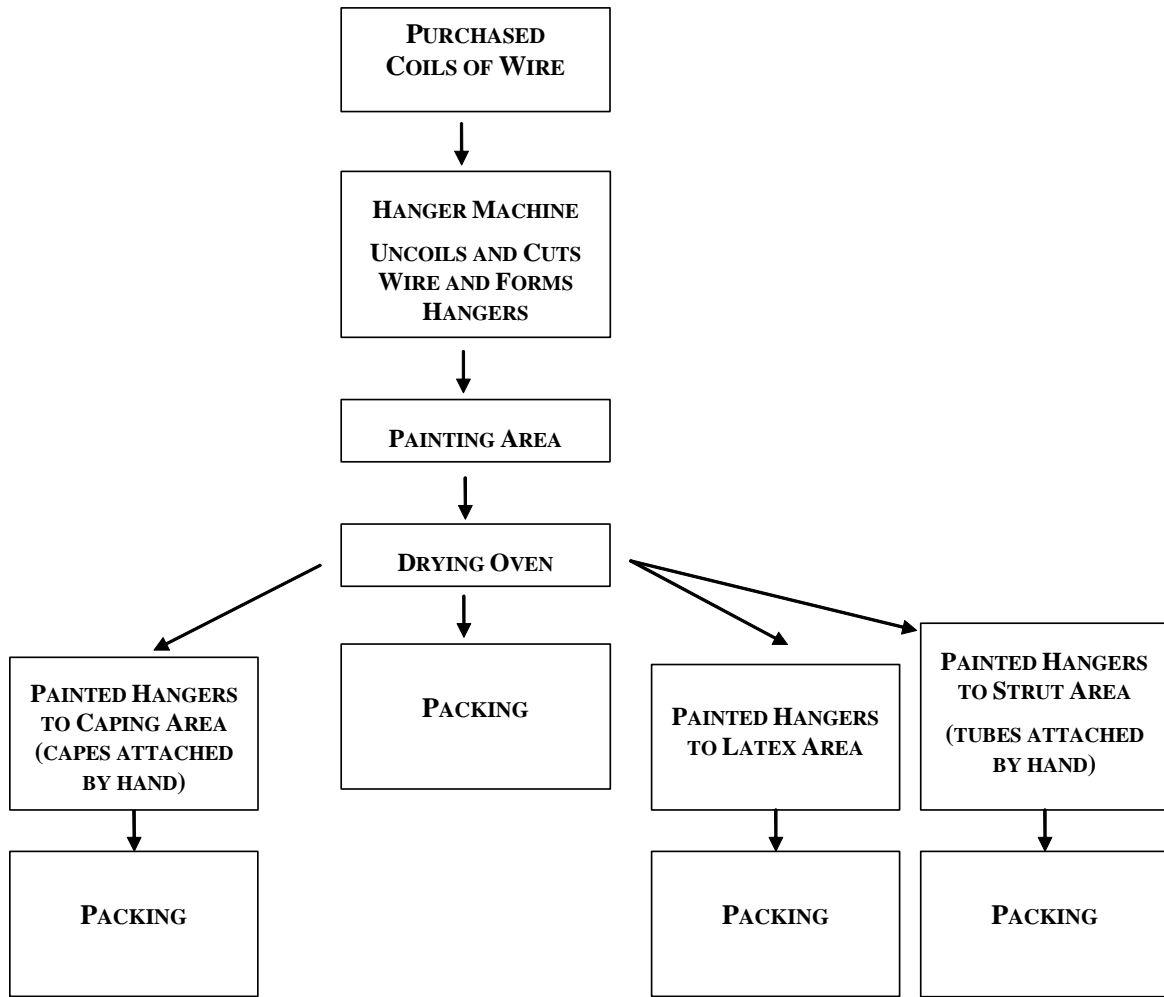 PURCHASED
COILS OF WIRE
HANGER MACHINE
UNCOILS AND CUTS
WIRE AND FORMS
HANGERS
PAINTING AREA
DRYING OVEN
PAINTED HANGERS
TO CAPING AREA
(CAPES ATTACHED
BY HAND)
PACKING
PAINTED HANGERS
TO LATEX AREA
PAINTED HANGERS
TO STRUT AREA
(TUBES ATTACHED
BY HAND)
PACKING
PACKING
PACKING